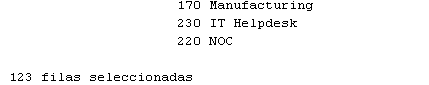 170 Manufacturing
230 IT Helpdesk
220 NOC
123 filas seleccionadas